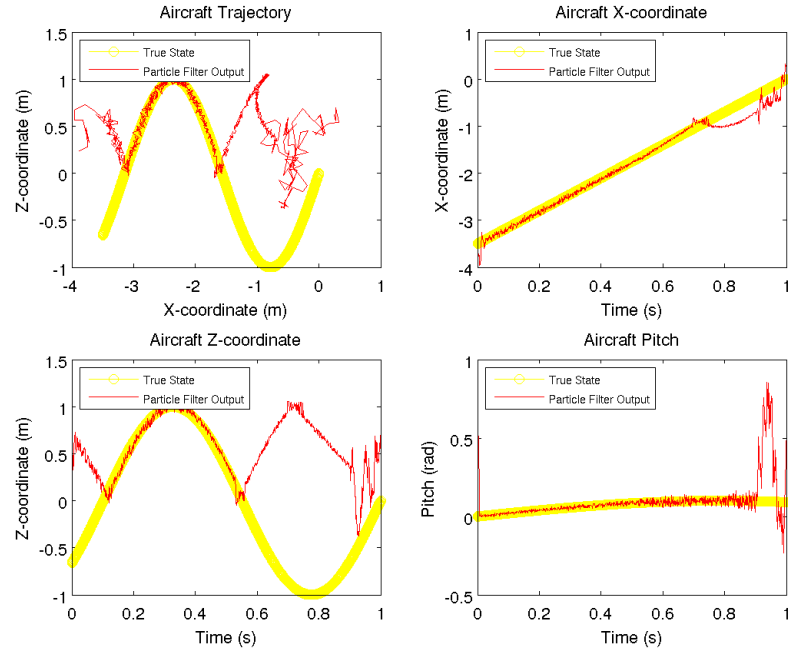 Aircraft Trajectory
True State
Particle Filter Output
Z-coordinate (m)
1.5
1
0.5
0
-0.5
-1
-4
-3
-2
-1
0
1
X-coordinate (m)
Aircraft X-coordinate
True State
Particle Filter Output
X-coordinate (m)
1
0
-1
-2
-3
-4
0
0.2
0.4
0.6
0.8
1
Time (s)
Aircraft Z-coordinate
True State
Particle Filter Output
Z-coordinate (m)
1.5
1
0.5
0
-0.5
-1
0
0.2
0.4
0.6
0.8
1
Time (s)
Aircraft Pitch
True State
Particle Filter Output
Pitch (rad)
1
0.5
0
-0.5
0
0.2
0.4
0.6
0.8
1
Time (s)